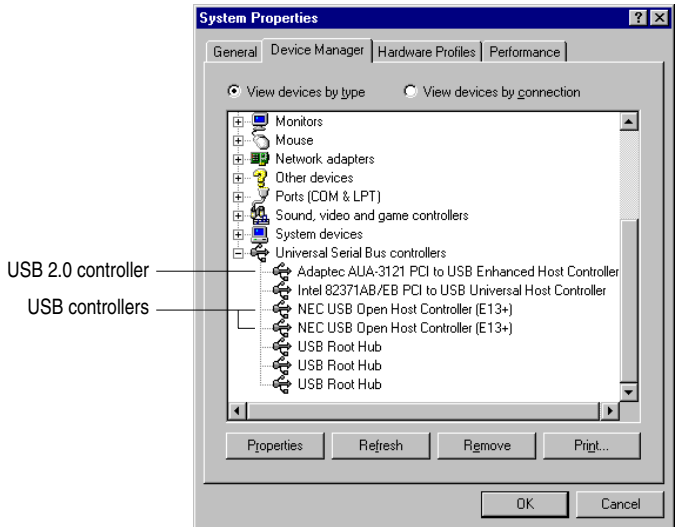 System Properties
General Device Manager Hardware Profiles Performance
View devices by type View devices by connection
Monitors
Mouse
Network adapters
Other devices
Ports (COM & LPT)
Sound, video and game controllers
System devices
Universal Serial Bus controllers
USB 2.0 controller Adaptec AUA-3121 PCI to USB Enhanced Host Controller
Intel 82371AB/EB PCI to USB Universal Host Controller
USB controllers NEC USB Open Host Controller (E13+)
NEC USB Open Host Controller (E13+)
USB Root Hub
USB Root Hub
USB Root Hub
Properties Refresh Remove Print...
OK Cancel